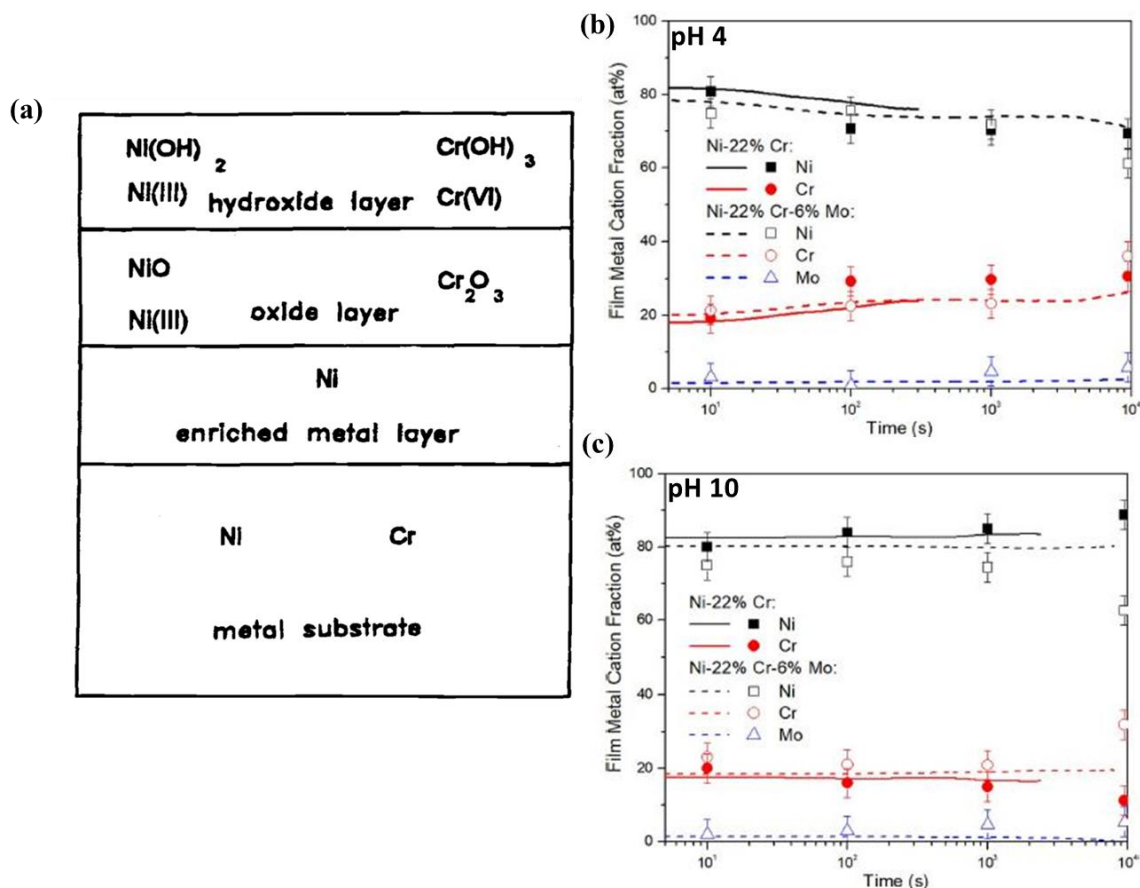 (a)
Ni(OH) 2 Cr(OH) 3
Ni(III) hydroxide layer Cr(VI)
NiO Cr2O3
Ni(III) oxide layer
Ni
enriched metal layer
Ni Cr
metal substrate
(b)
pH 4
Film Metal Cation Fraction (at%)
100
80
60
40
20
0
Ni-22% Cr:
Ni
Cr
Ni-22% Cr-6% Mo:
Ni
Cr
Mo
10¹ 10² 10³ 10⁴
Time (s)
(c)
pH 10
Film Metal Cation Fraction (at%)
100
80
60
40
20
0
Ni-22% Cr:
Ni
Cr
Ni-22% Cr-6% Mo:
Ni
Cr
Mo
10¹ 10² 10³ 10⁴
Time (s)